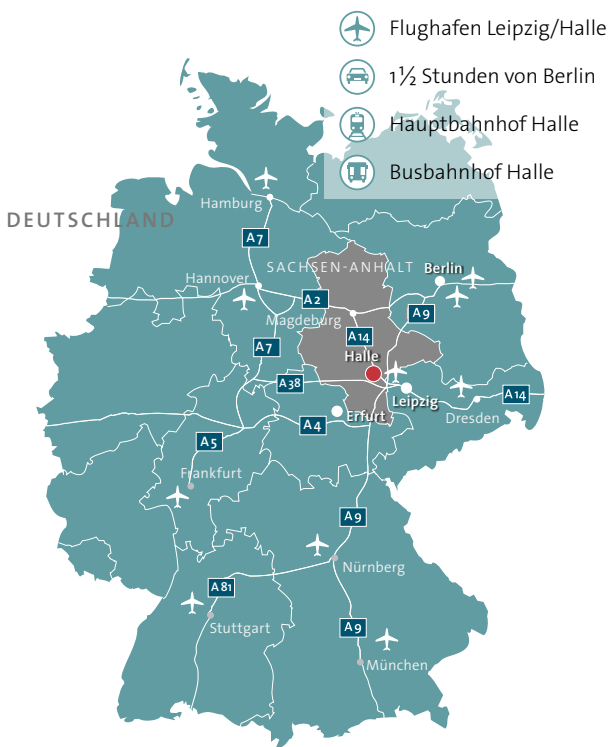 Flughafen Leipzig/Halle
1½ Stunden von Berlin
Hauptbahnhof Halle
Busbahnhof Halle
DEUTSCHLAND
Hamburg
A7
SACHSEN-ANHALT
Berlin
Hannover
A2
Magdeburg
A9
A14
A7
Halle
A38
Leipzig
A14
Erfurt
Dresden
A4
A5
Frankfurt
A9
Nürnberg
A81
Stuttgart
A9
München